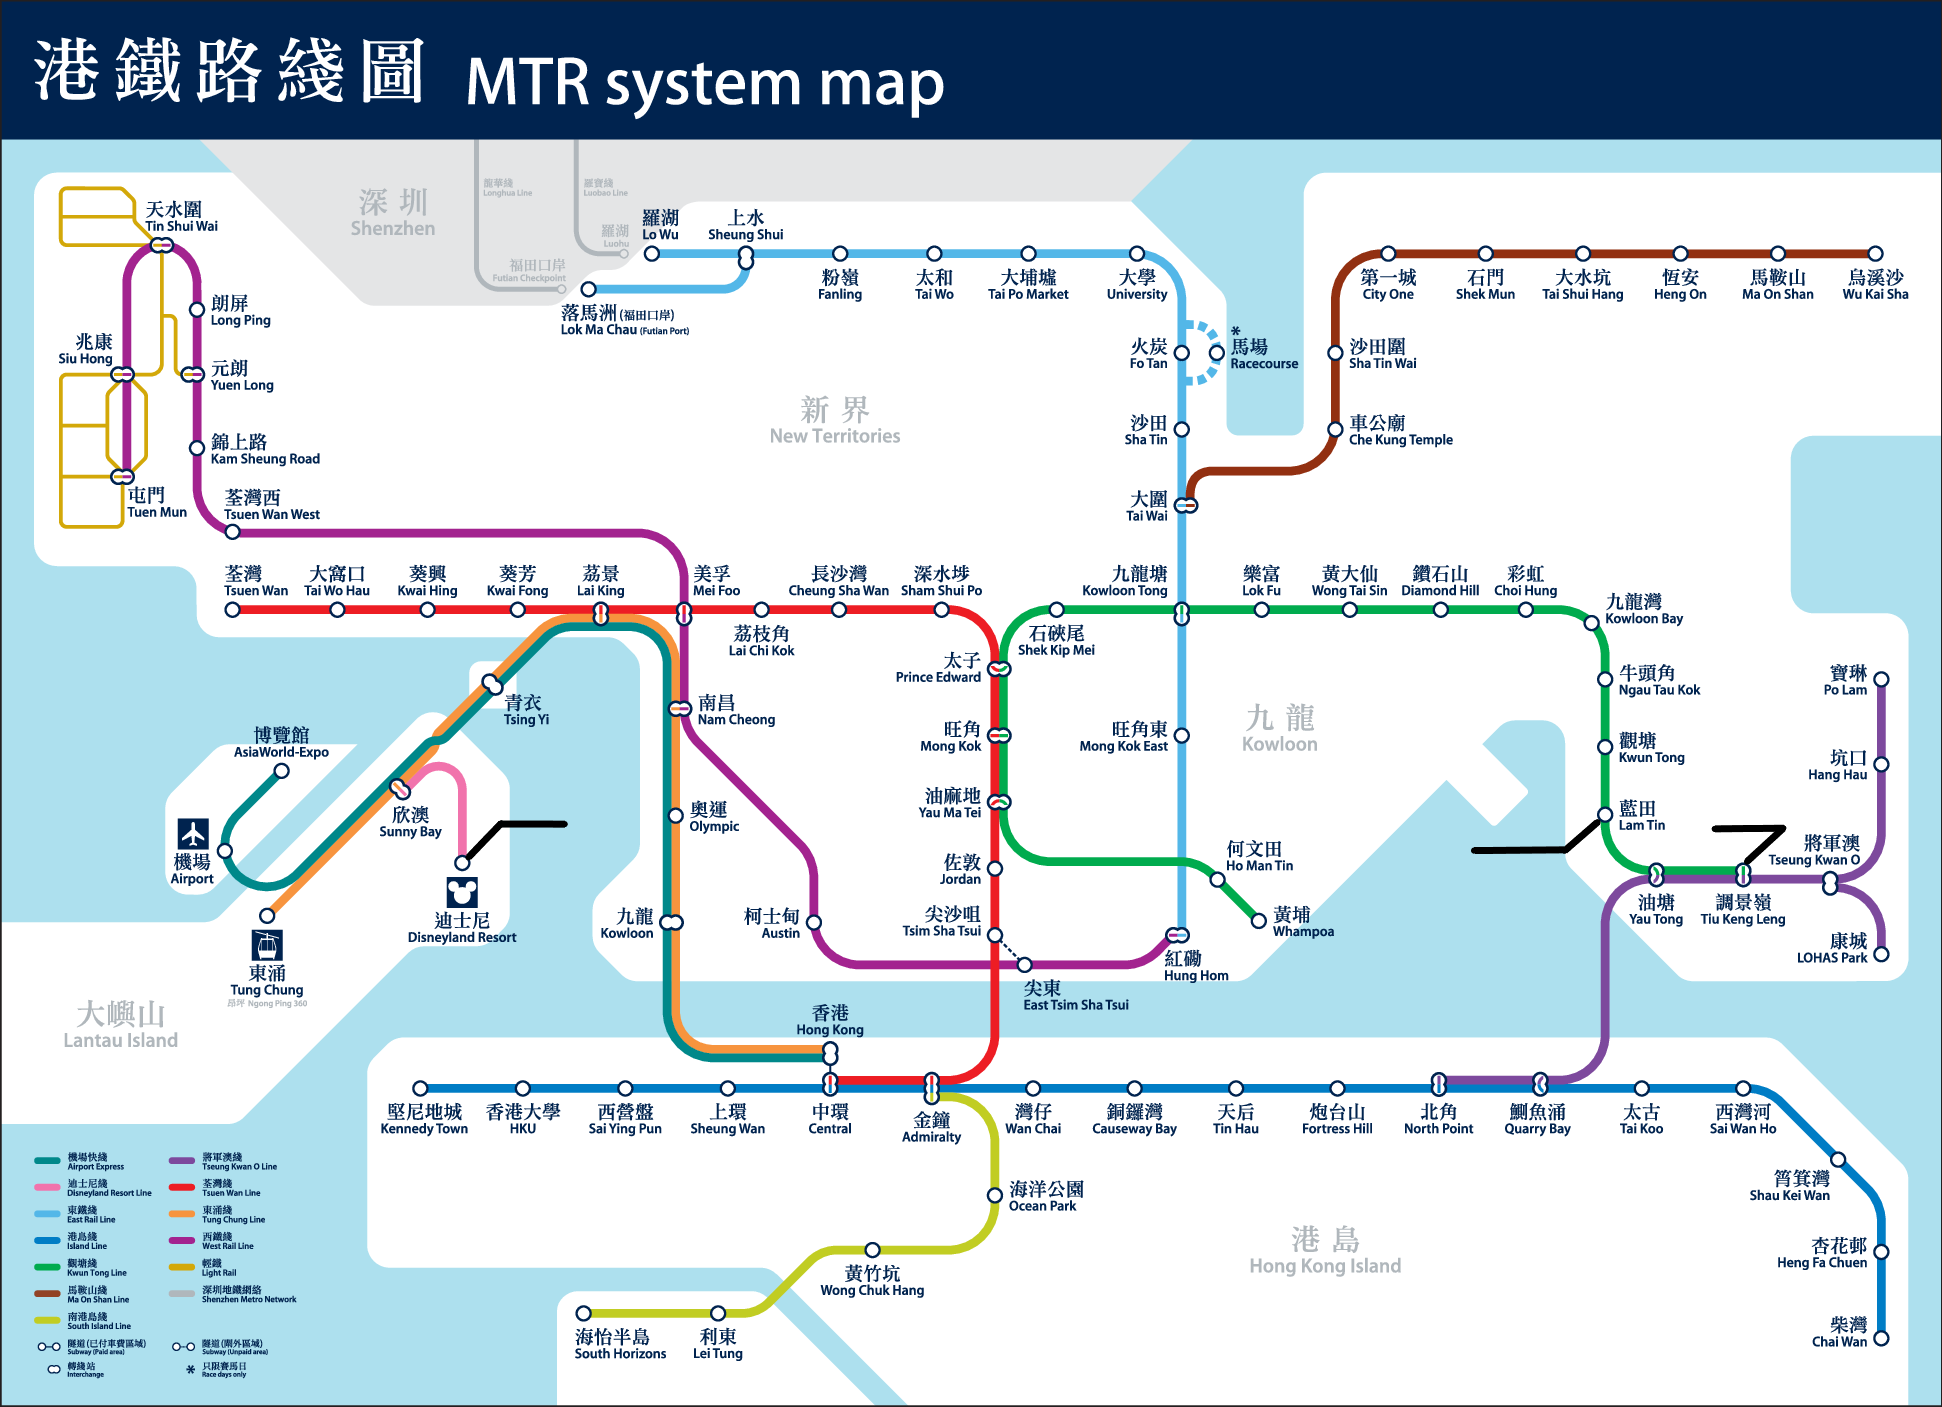 港鐵路綫圖 MTR system map
深圳
Shenzhen
龍華綫
Longhua Line
羅寶綫
Luobao Line
羅湖
Luohu
福田口岸
Futian Checkpoint
天水圍
Tin Shui Wai
朗屏
Long Ping
兆康
Siu Hong
元朗
Yuen Long
錦上路
Kam Sheung Road
屯門
Tuen Mun
荃灣西
Tsuen Wan West
羅湖
Lo Wu
上水
Sheung Shui
落馬洲 (福田口岸)
Lok Ma Chau (Futian Port)
粉嶺
Fanling
太和
Tai Wo
大埔墟
Tai Po Market
大學
University
火炭
Fo Tan
*
馬場
Racecourse
沙田
Sha Tin
大圍
Tai Wai
新界
New Territories
第一城
City One
石門
Shek Mun
大水坑
Tai Shui Hang
恆安
Heng On
馬鞍山
Ma On Shan
烏溪沙
Wu Kai Sha
沙田圍
Sha Tin Wai
車公廟
Che Kung Temple
荃灣
Tsuen Wan
大窩口
Tai Wo Hau
葵興
Kwai Hing
葵芳
Kwai Fong
荔景
Lai King
美孚
Mei Foo
荔枝角
Lai Chi Kok
長沙灣
Cheung Sha Wan
深水埗
Sham Shui Po
石硤尾
Shek Kip Mei
九龍塘
Kowloon Tong
樂富
Lok Fu
黃大仙
Wong Tai Sin
鑽石山
Diamond Hill
彩虹
Choi Hung
九龍灣
Kowloon Bay
牛頭角
Ngau Tau Kok
觀塘
Kwun Tong
藍田
Lam Tin
油塘
Yau Tong
調景嶺
Tiu Keng Leng
將軍澳
Tseung Kwan O
寶琳
Po Lam
坑口
Hang Hau
康城
LOHAS Park
太子
Prince Edward
旺角
Mong Kok
油麻地
Yau Ma Tei
佐敦
Jordan
尖沙咀
Tsim Sha Tsui
旺角東
Mong Kok East
九龍
Kowloon
何文田
Ho Man Tin
黃埔
Whampoa
紅磡
Hung Hom
尖東
East Tsim Sha Tsui
柯士甸
Austin
南昌
Nam Cheong
奧運
Olympic
九龍
Kowloon
青衣
Tsing Yi
博覽館
AsiaWorld-Expo
機場
Airport
欣澳
Sunny Bay
迪士尼
Disneyland Resort
東涌
Tung Chung
昂坪 Ngong Ping 360
大嶼山
Lantau Island
香港
Hong Kong
堅尼地城
Kennedy Town
香港大學
HKU
西營盤
Sai Ying Pun
上環
Sheung Wan
中環
Central
金鐘
Admiralty
灣仔
Wan Chai
銅鑼灣
Causeway Bay
天后
Tin Hau
炮台山
Fortress Hill
北角
North Point
鰂魚涌
Quarry Bay
太古
Tai Koo
西灣河
Sai Wan Ho
筲箕灣
Shau Kei Wan
杏花邨
Heng Fa Chuen
柴灣
Chai Wan
海洋公園
Ocean Park
黃竹坑
Wong Chuk Hang
利東
Lei Tung
海怡半島
South Horizons
港島
Hong Kong Island
機場快綫
Airport Express
迪士尼綫
Disneyland Resort Line
東鐵綫
East Rail Line
港島綫
Island Line
觀塘綫
Kwun Tong Line
馬鞍山綫
Ma On Shan Line
南港島綫
South Island Line
隧道 (已付車費區域)
Subway (Paid area)
轉綫站
Interchange
將軍澳綫
Tseung Kwan O Line
荃灣綫
Tsuen Wan Line
東涌綫
Tung Chung Line
西鐵綫
West Rail Line
輕鐵
Light Rail
深圳地鐵網絡
Shenzhen Metro Network
隧道 (閘外區域)
Subway (Unpaid area)
* 只限賽馬日
Race days only